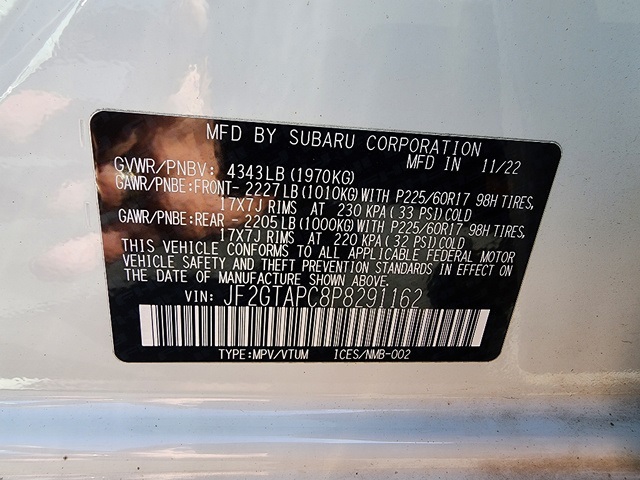 MFD BY SUBARU CORPORATION
GVWR/PNBV: 4343LB (1970KG) MFD IN 11/22
GAWR/PNBE:FRONT- 2227LB (1010KG) WITH P225/60R17 98H TIRES,
17X7J RIMS AT 230 KPA (33 PSI) COLD
GAWR/PNBE:REAR - 2205LB (1000KG) WITH P225/60R17 98H TIRES,
17X7J RIMS AT 220 KPA (32 PSI) COLD
THIS VEHICLE CONFORMS TO ALL APPLICABLE FEDERAL MOTOR
VEHICLE SAFETY AND THEFT PREVENTION STANDARDS IN EFFECT ON
THE DATE OF MANUFACTURE SHOWN ABOVE.
VIN: JF2GTAPC8P8291162
TYPE:MPV/VTUM 1CES/NMB-002